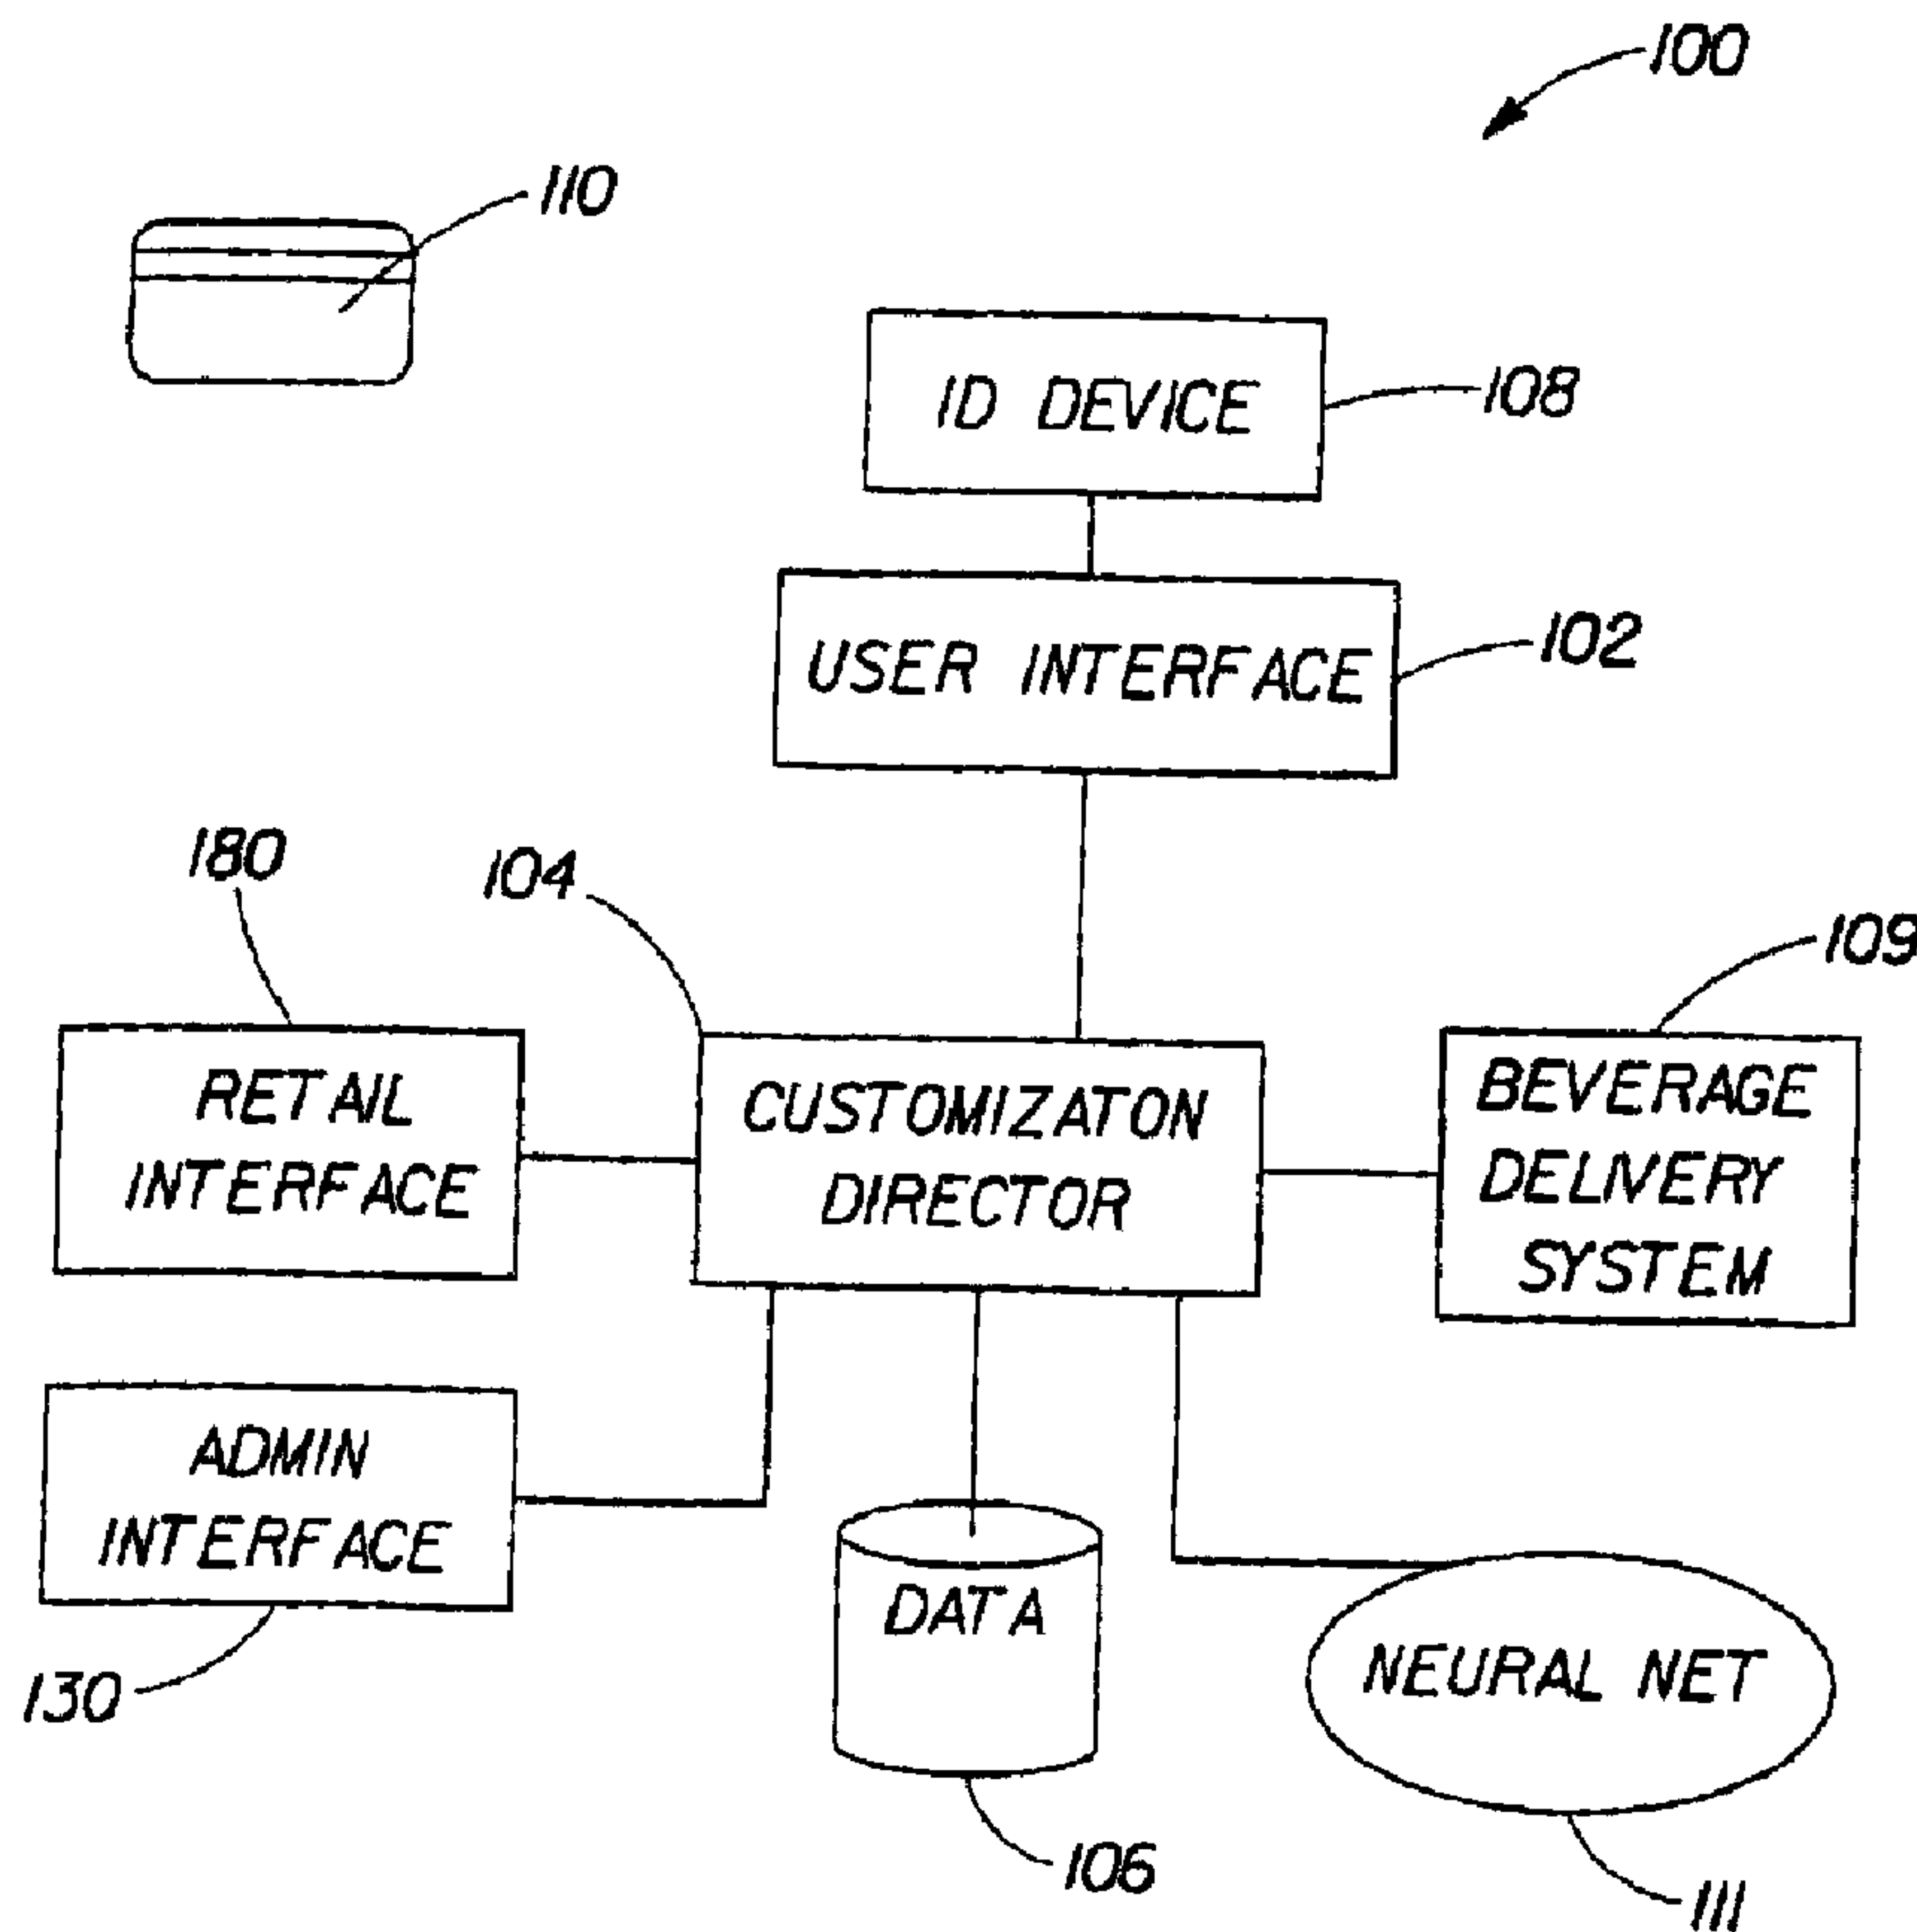 100
110
ID DEVICE
108
USER INTERFACE
102
180
104
109
RETAIL
INTERFACE
CUSTOMIZATON
DIRECTOR
BEVERAGE
DELIVERY
SYSTEM
ADMIN
INTERFACE
130
DATA
106
NEURAL NET
111